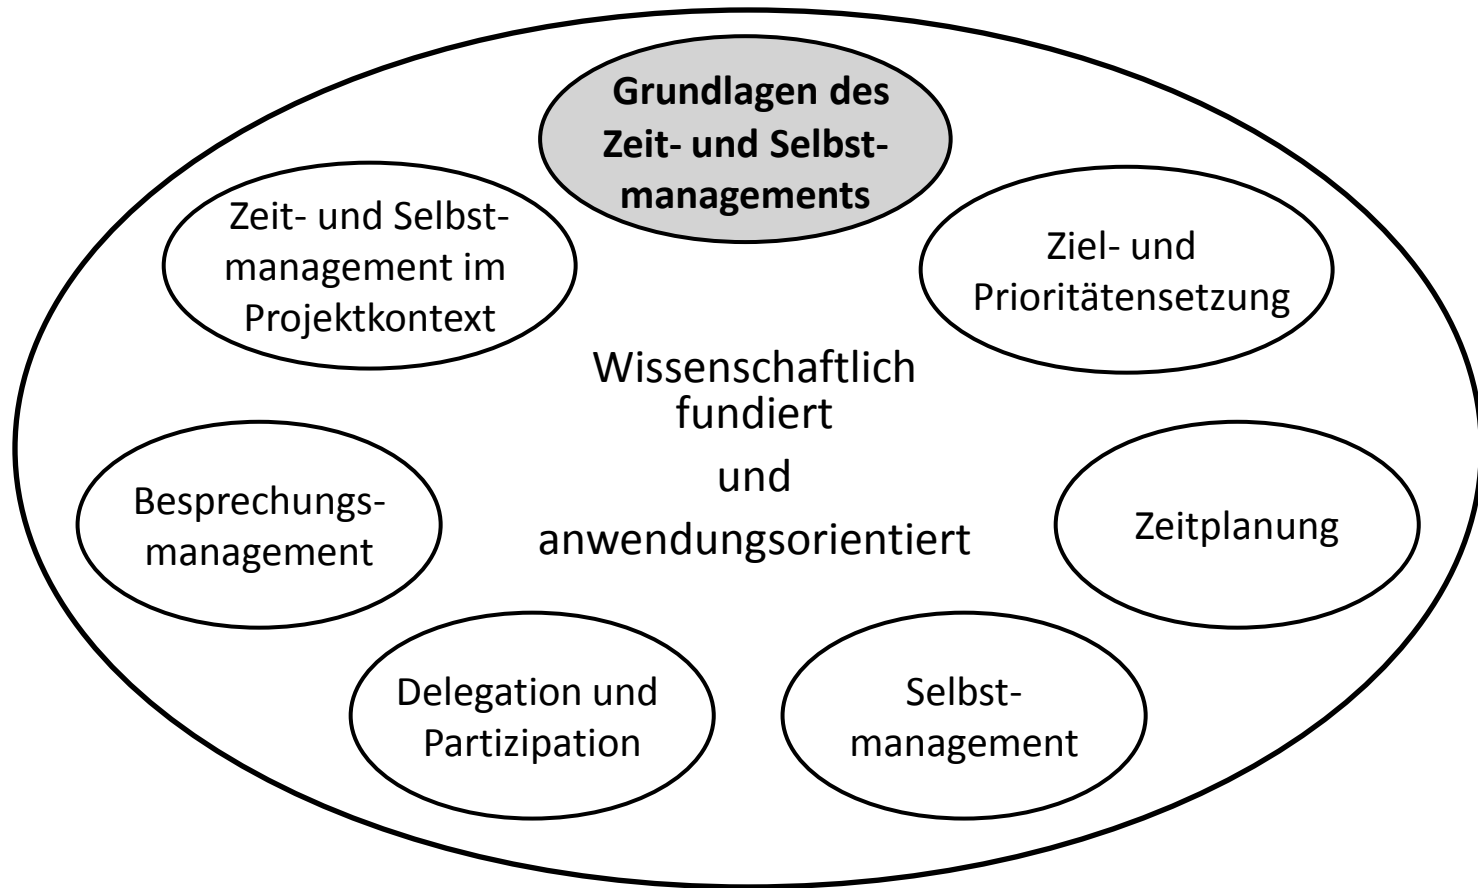 Grundlagen des
Zeit- und Selbst-
managements
Zeit- und Selbst-
management im
Projektkontext
Ziel- und
Prioritätensetzung
Wissenschaftlich
fundiert
und
anwendungsorientiert
Besprechungs-
management
Zeitplanung
Delegation und
Partizipation
Selbst-
management